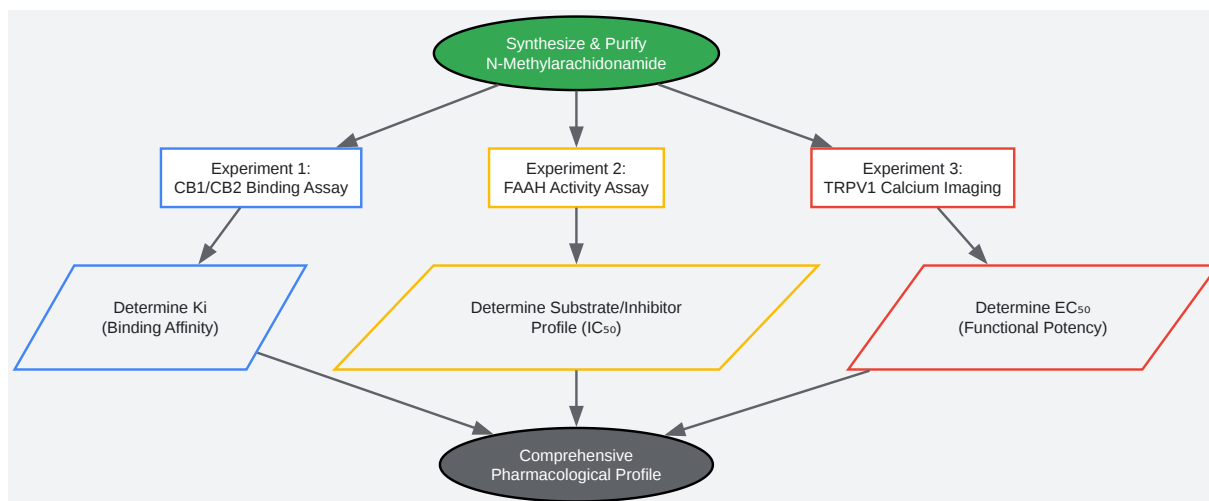 Synthesize & Purify
N-Methylarachidonamide
Experiment 1:
CB1/CB2 Binding Assay
Experiment 2:
FAAH Activity Assay
Experiment 3:
TRPV1 Calcium Imaging
Determine Ki
(Binding Affinity)
Determine Substrate/Inhibitor
Profile (IC₅₀)
Determine EC₅₀
(Functional Potency)
Comprehensive
Pharmacological Profile